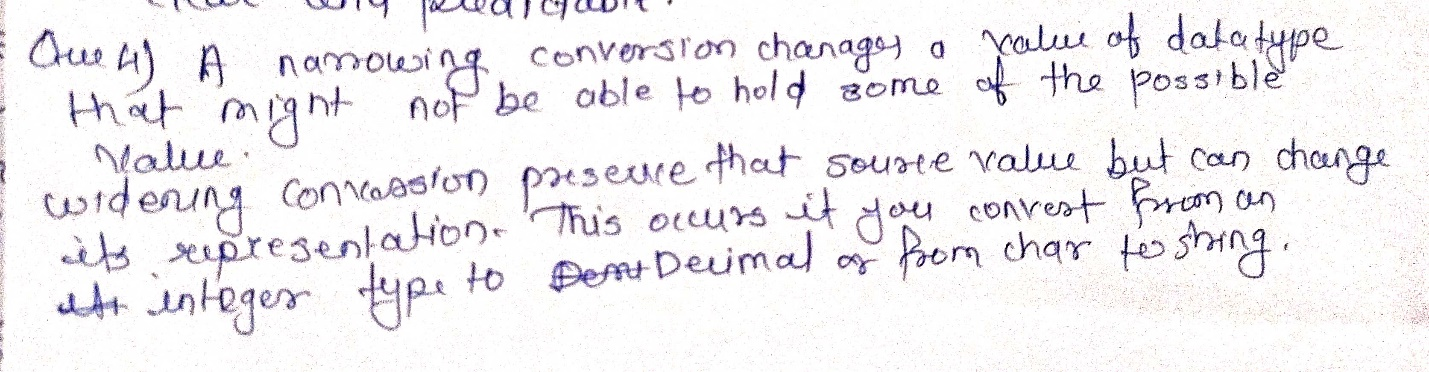 Que 4) A narrowing conversion chanages a value of datatype
that might not be able to hold some of the possible
Value.
widening conversion preserve that source value but can change
its representation. This occurs if you convert from an
integer type to Decimal or from char to string.